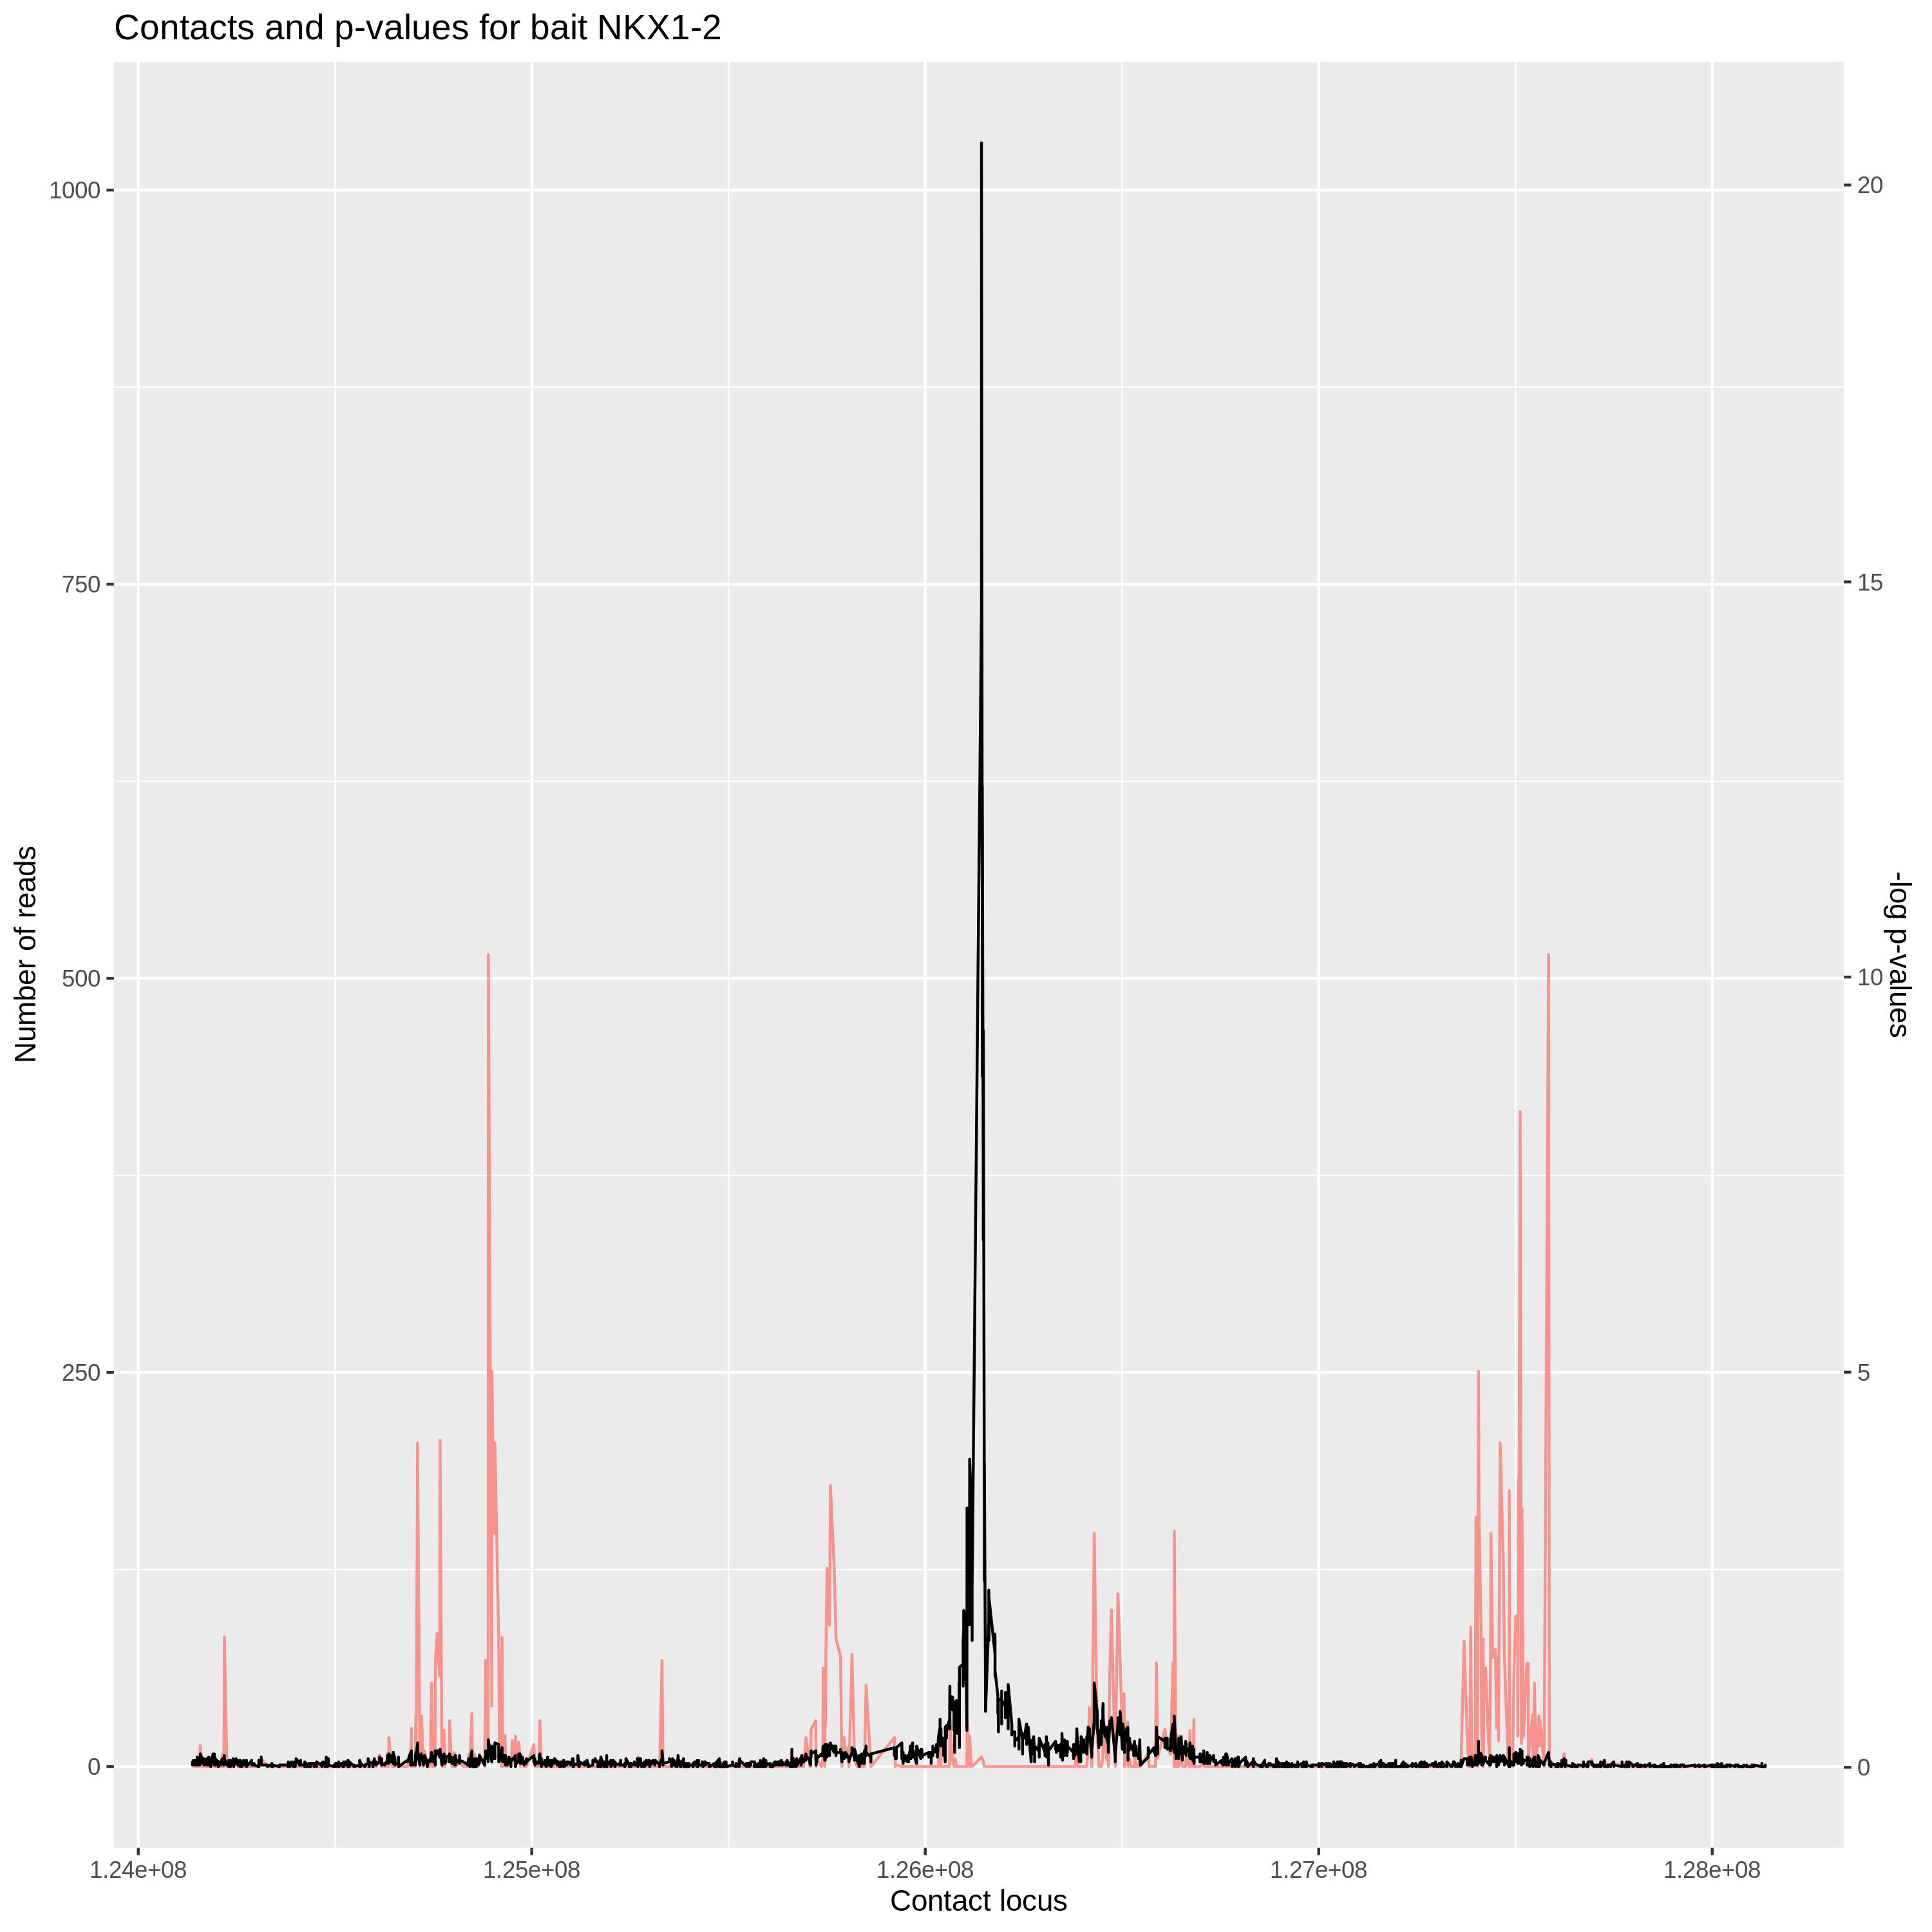 Contacts and p-values for bait NKX1-2
1000
750
500
250
0
Number of reads
20
15
10
5
0
-log p-values
1.24e+08
1.25e+08
1.26e+08
1.27e+08
1.28e+08
Contact locus